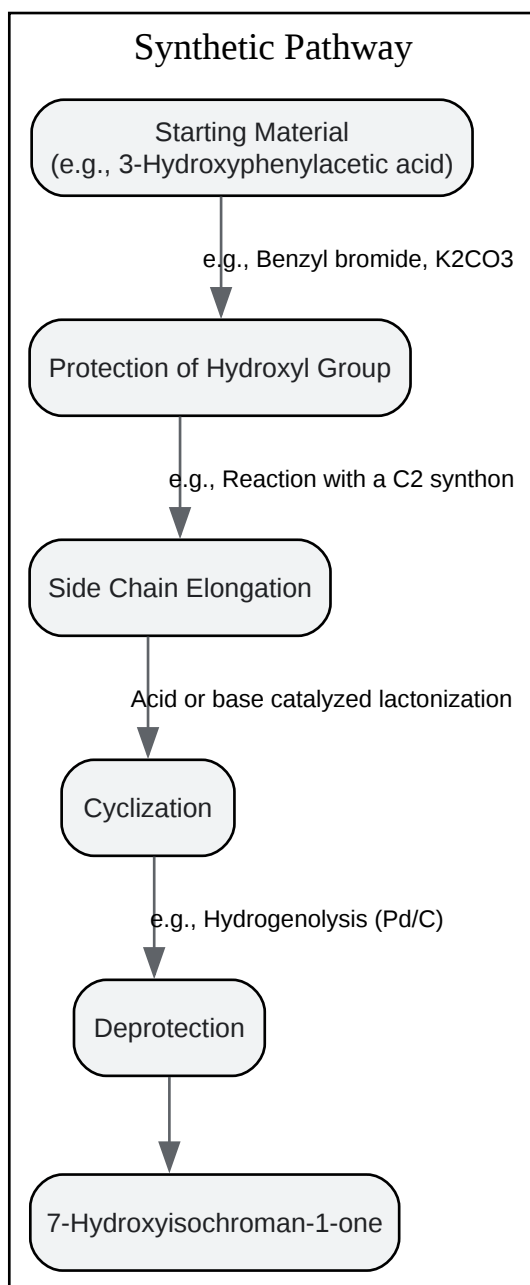 Synthetic Pathway
Starting Material
(e.g., 3-Hydroxyphenylacetic acid)
e.g., Benzyl bromide, K2CO3
Protection of Hydroxyl Group
e.g., Reaction with a C2 synthon
Side Chain Elongation
Acid or base catalyzed lactonization
Cyclization
e.g., Hydrogenolysis (Pd/C)
Deprotection
7-Hydroxyisochroman-1-one